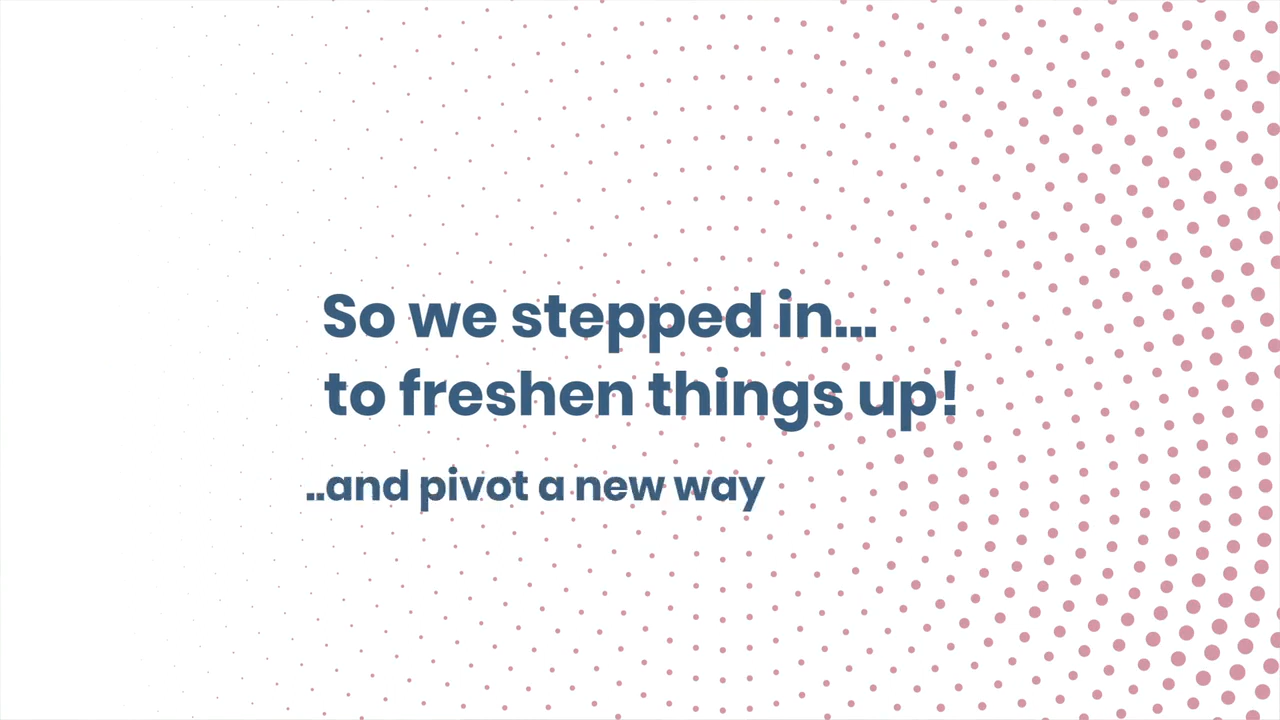 So we stepped in...
to freshen things up!
..and pivot a new way